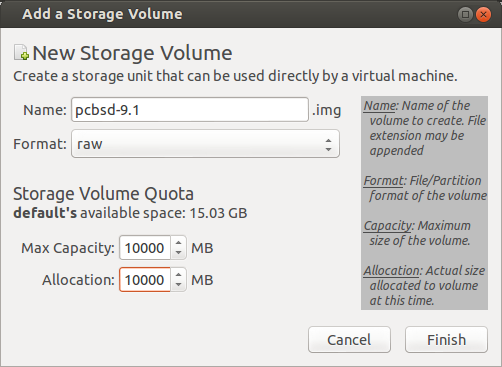 Add a Storage Volume
New Storage Volume
Create a storage unit that can be used directly by a virtual machine.
Name: pcbsd-9.1 .img
Format: raw
Name: Name of the
volume to create. File
extension may be
appended
Format: File/Partition
format of the volume
Capacity: Maximum
size of the volume.
Allocation: Actual size
allocated to volume
at this time.
Storage Volume Quota
default's available space: 15.03 GB
Max Capacity: 10000 MB
Allocation: 10000 MB
Cancel Finish